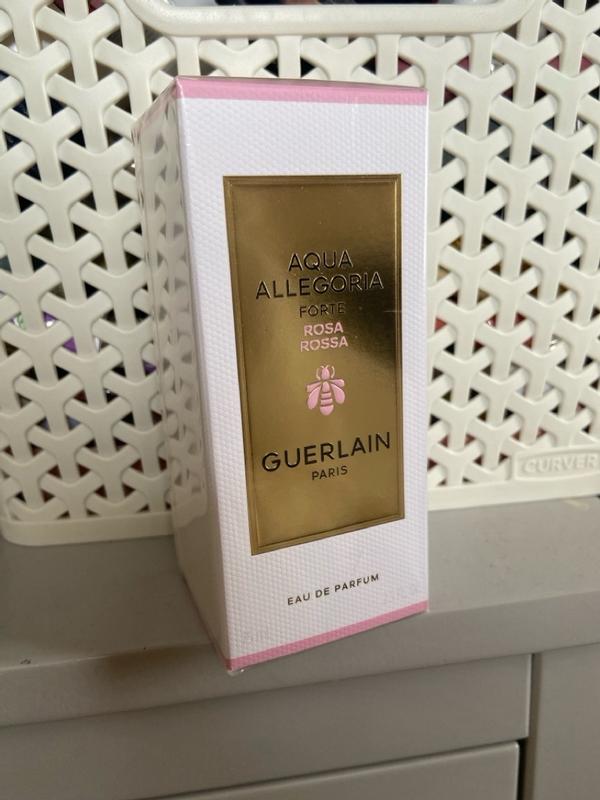 AQUA
ALLEGORIA
FORTE
ROSA
ROSSA
GUERLAIN
PARIS
EAU DE PARFUM
CURVER